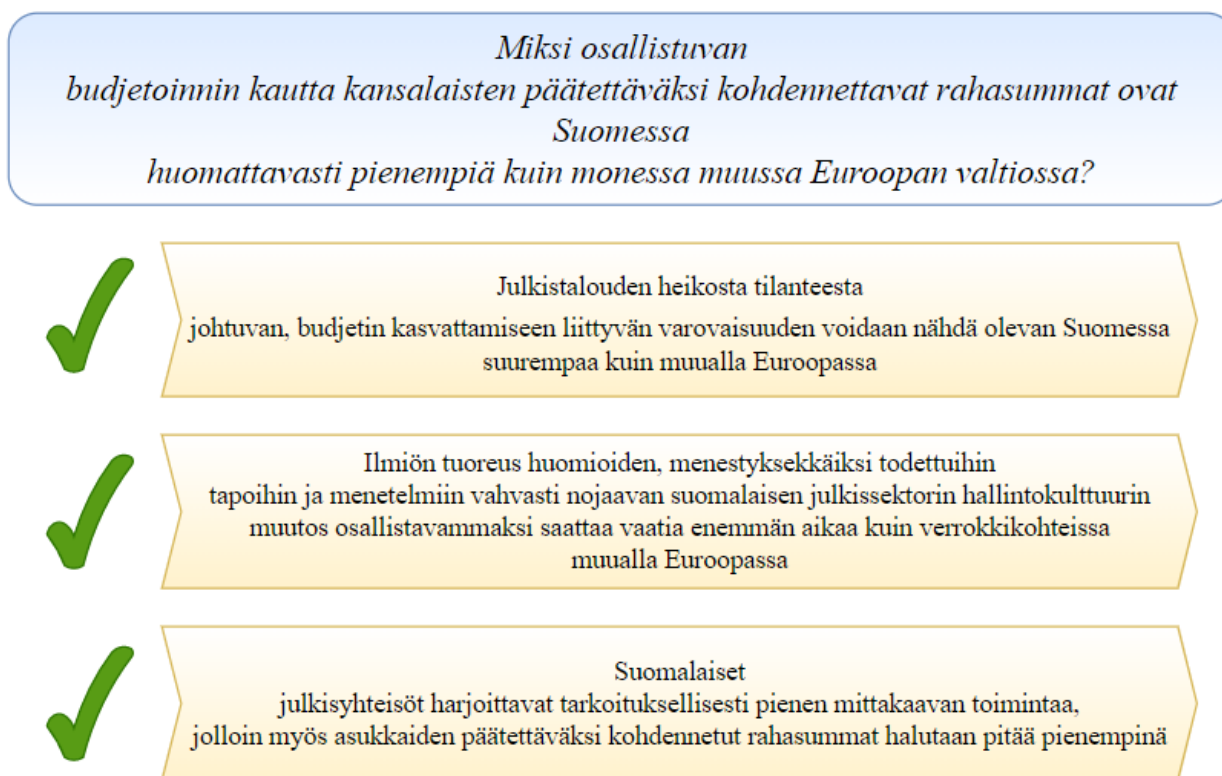 Miksi osallistuvan
budjetoinnin kautta kansalaisten päätettäväksi kohdennettavat rahasummat ovat
Suomessa
huomattavasti pienempiä kuin monessa muussa Euroopan valtiossa?
Julkistalouden heikosta tilanteesta
johtuvan, budjetin kasvattamiseen liittyvän varovaisuuden voidaan nähdä olevan Suomessa
suurempaa kuin muualla Euroopassa
Ilmiön tuoreus huomioiden, menestyksekkäiksi todettuihin
tapoihin ja menetelmiin vahvasti nojaavan suomalaisen julkissektorin hallintokulttuurin
muutos osallistavammaksi saattaa vaatia enemmän aikaa kuin verrokkikohteissa
muualla Euroopassa
Suomalaiset
julkisyhteisöt harjoittavat tarkoituksellisesti pienen mittakaavan toimintaa,
jolloin myös asukkaiden päätettäväksi kohdennetut rahasummat halutaan pitää pienempinä